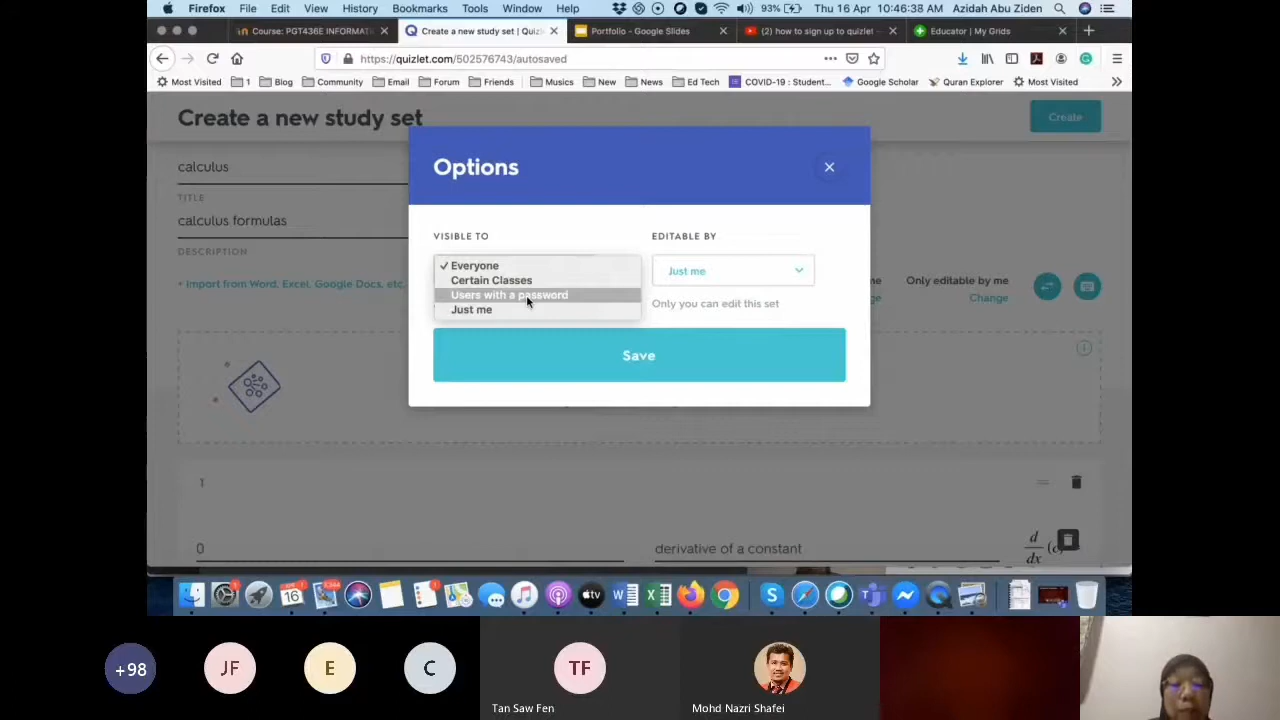 Firefox File Edit View History Bookmarks Tools Window Help 93% Thu 16 Apr 10:46:38 AM Azidah Abu Ziden
Course: PGT436E INFORMAT
Create a new study set | Quiz
Portfolio - Google Slides
(2) how to sign up to quizlet -
Educator | My Grids
https://quizlet.com/502576743/autosaved
Most Visited 1 Blog Community Email Forum Friends Musics New News Ed Tech COVID-19 : Student... Google Scholar Quran Explorer Most Visited
Create a new study set
Create
calculus
TITLE
calculus formulas
DESCRIPTION
+ Import from Word, Excel, Google Docs, etc.
Options
VISIBLE TO
EDITABLE BY
Everyone
Certain Classes
Users with a password
Just me
Just me
Only you can edit this set
Save
Only editable by me
Change
1
0
derivative of a constant
d
dx
+98
JF
E
C
TF
Tan Saw Fen
Mohd Nazri Shafei